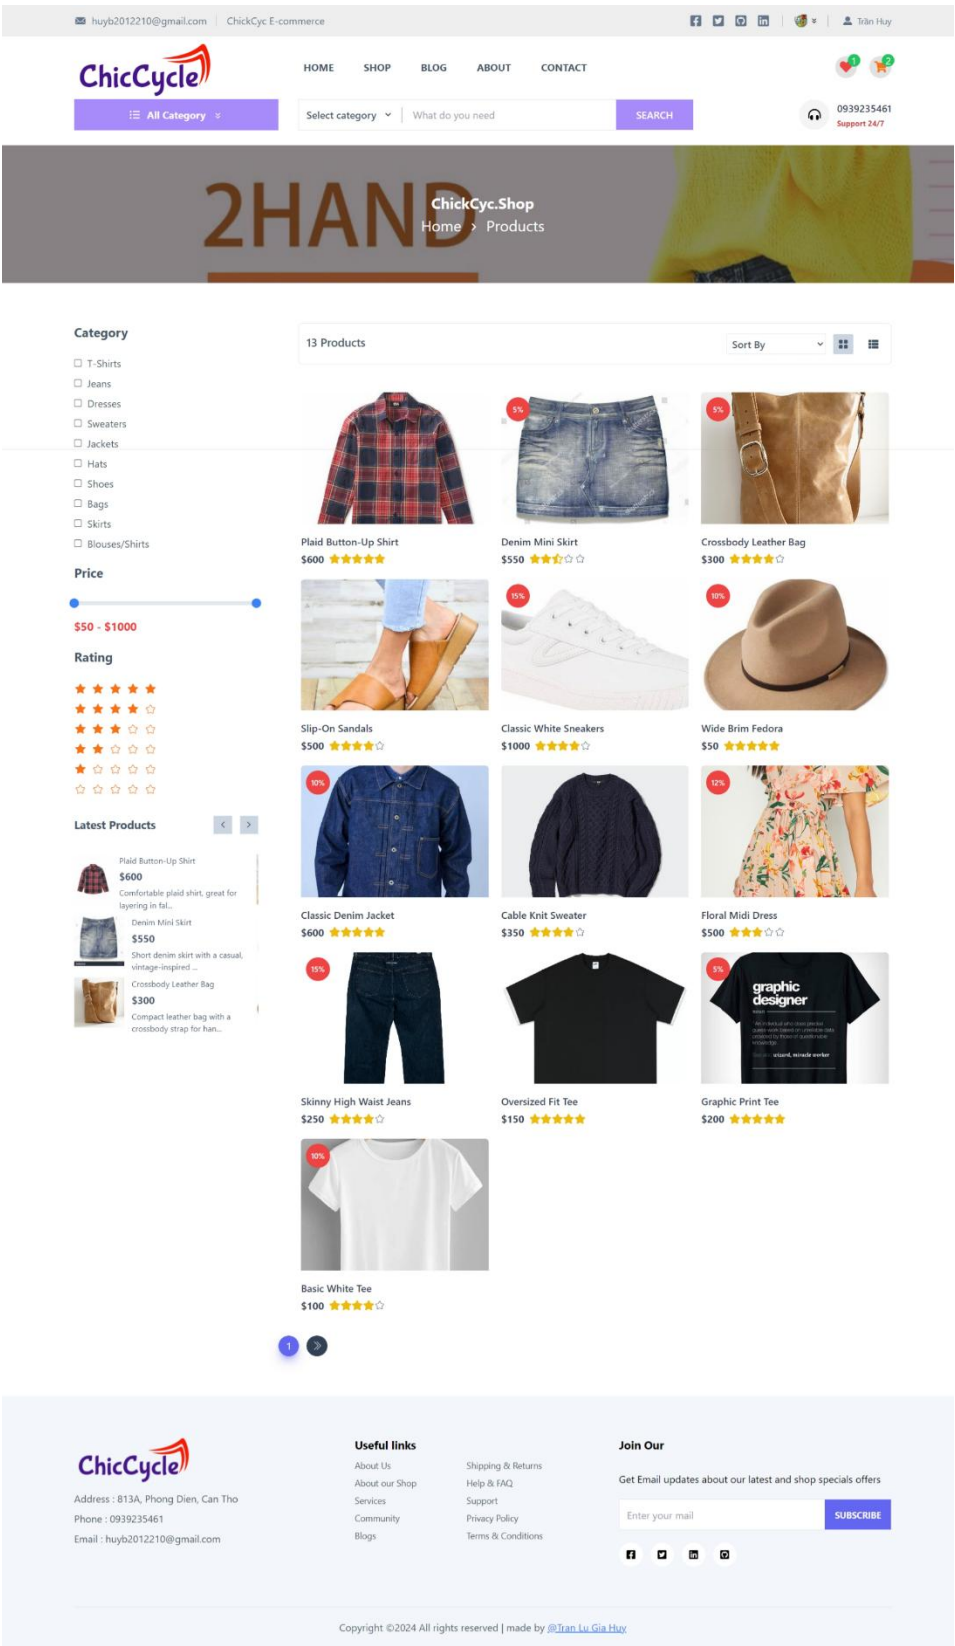 huyb2012210@gmail.com ChickCyc E-commerce
Trần Huy
ChicCycle
HOME SHOP BLOG ABOUT CONTACT
1 2
All Category
Select category What do you need SEARCH
0939235461
Support 24/7
2HAND
ChickCyc.Shop
Home > Products
Category
T-Shirts
Jeans
Dresses
Sweaters
Jackets
Hats
Shoes
Bags
Skirts
Blouses/Shirts
Price
$50 - $1000
Rating
Latest Products
Plaid Button-Up Shirt
$600
Comfortable plaid shirt, great for
layering in fal...
Denim Mini Skirt
$550
Short denim skirt with a casual,
vintage-inspired ...
Crossbody Leather Bag
$300
Compact leather bag with a
crossbody strap for han...
13 Products
Sort By
Plaid Button-Up Shirt
$600
5%
Denim Mini Skirt
$550
5%
Crossbody Leather Bag
$300
Slip-On Sandals
$500
15%
Classic White Sneakers
$1000
10%
Wide Brim Fedora
$50
10%
Classic Denim Jacket
$600
Cable Knit Sweater
$350
12%
Floral Midi Dress
$500
15%
Skinny High Waist Jeans
$250
Oversized Fit Tee
$150
5%
graphic
designer
wizard, miracle worker
Graphic Print Tee
$200
10%
Basic White Tee
$100
1
ChicCycle
Address : 813A, Phong Dien, Can Tho
Phone : 0939235461
Email : huyb2012210@gmail.com
Useful links
About Us
About our Shop
Services
Community
Blogs
Shipping & Returns
Help & FAQ
Support
Privacy Policy
Terms & Conditions
Join Our
Get Email updates about our latest and shop specials offers
Enter your mail SUBSCRIBE
Copyright ©2024 All rights reserved | made by @Tran Lu Gia Huy